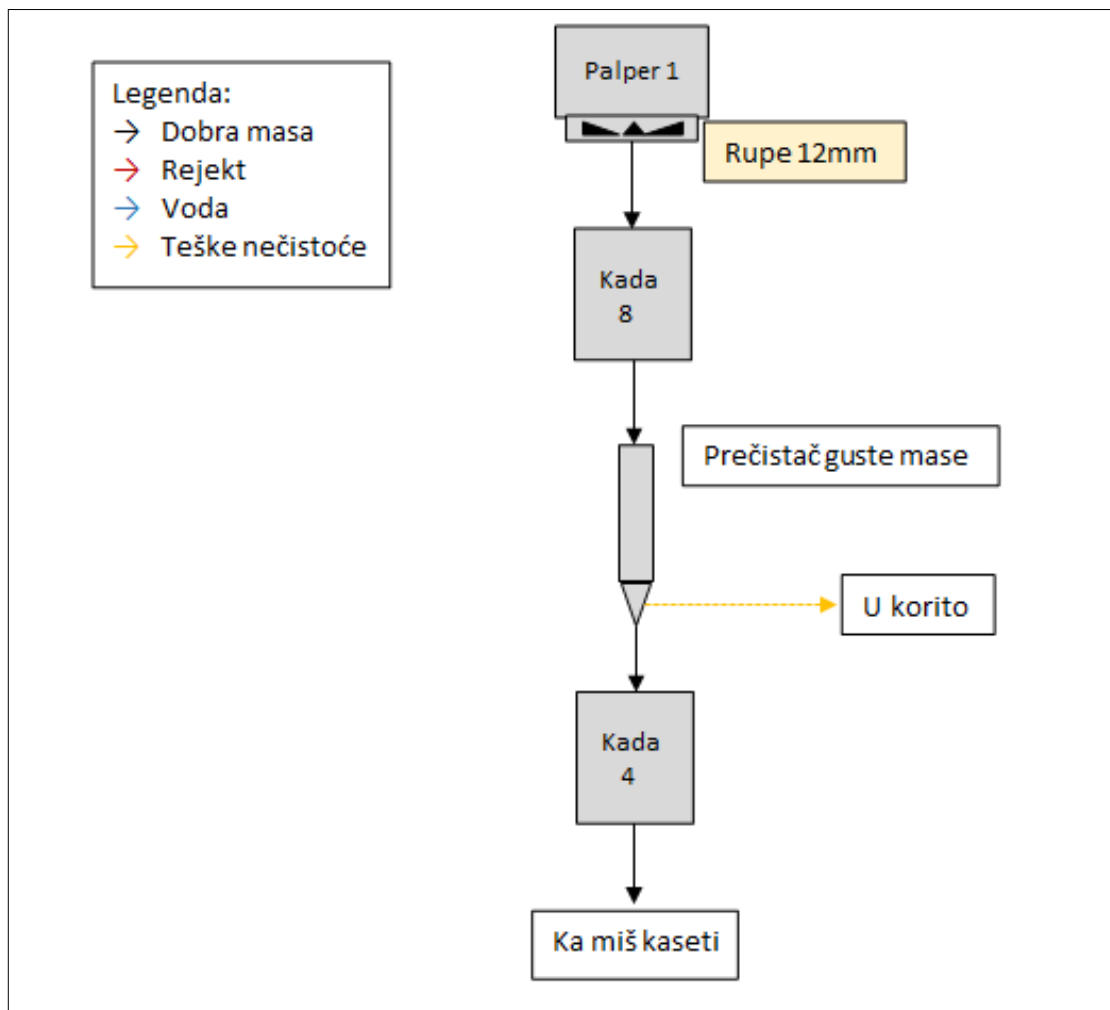 Palper 1
Legenda:
Dobra masa
Rejekt
Voda
Teške nečistoće
Rupe 12mm
Kada
8
Prečistač guste mase
U korito
Kada
4
Ka miš kaseti